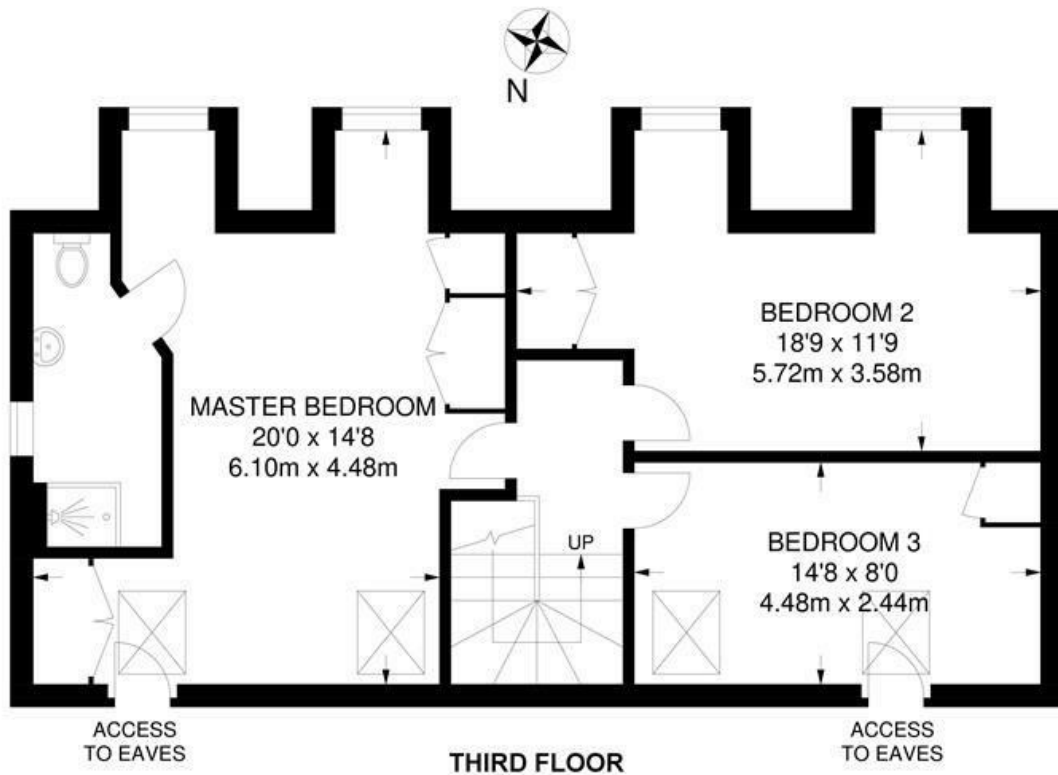 N
MASTER BEDROOM
20'0 x 14'8
6.10m x 4.48m
BEDROOM 2
18'9 x 11'9
5.72m x 3.58m
UP
BEDROOM 3
14'8 x 8'0
4.48m x 2.44m
ACCESS
TO EAVES
ACCESS
TO EAVES
THIRD FLOOR